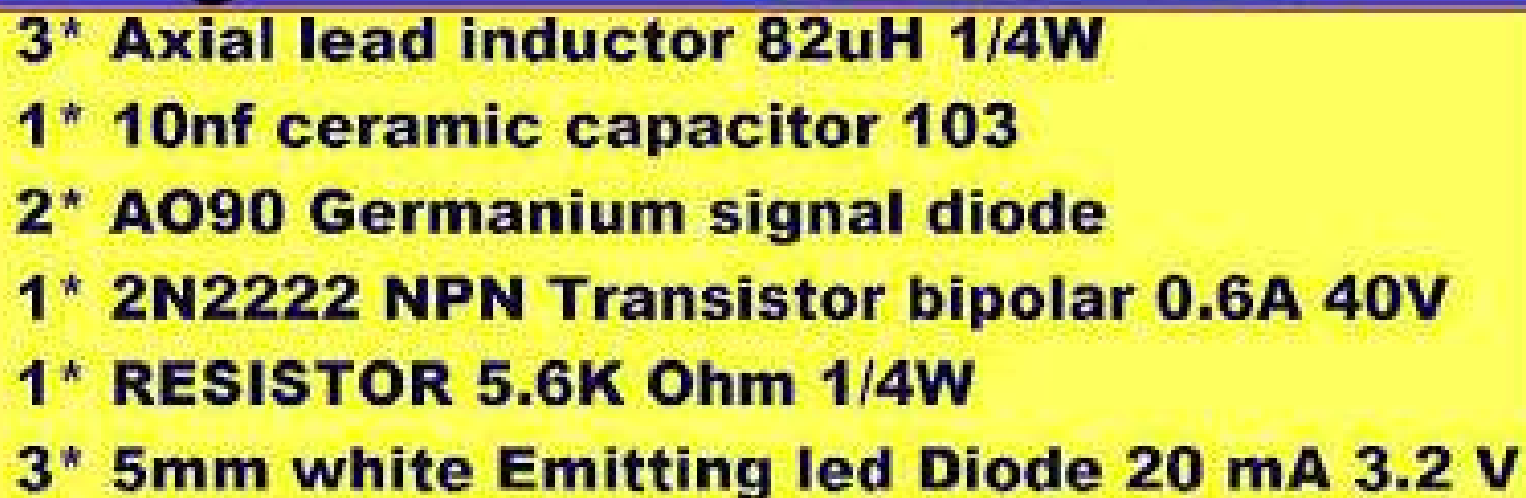 3* Axial lead inductor 82uH 1/4W
1* 10nf ceramic capacitor 103
2* AO90 Germanium signal diode
1* 2N2222 NPN Transistor bipolar 0.6A 40V
1* RESISTOR 5.6K Ohm 1/4W
3* 5mm white Emitting led Diode 20 mA 3.2 V